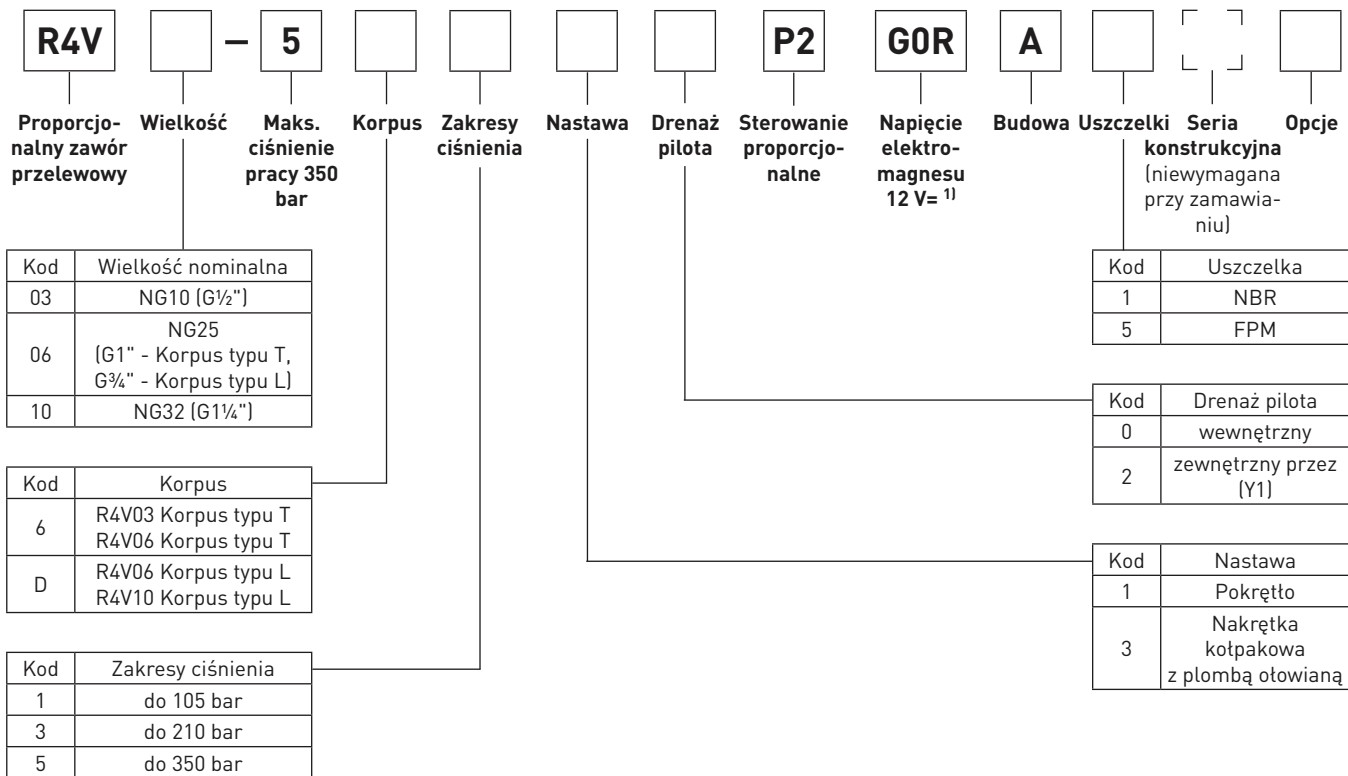 R4V – 5 P2 G0R A
Proporcjo-
nalny zawór
przelewowy
Wielkość
Maks.
ciśnienie
pracy 350
bar
Korpus
Zakresy
ciśnienia
Nastawa
Drenaż
pilota
Sterowanie
proporcjo-
nalne
Napięcie
elektro-
magnesu
12 V= 1)
Budowa
Uszczelki
Seria
konstrukcyjna
(niewymagana
przy zamawia-
niu)
Opcje
Kod Wielkość nominalna
03 NG10 (G½")
06 NG25
(G1" - Korpus typu T,
G¾" - Korpus typu L)
10 NG32 (G1¼")
Kod Korpus
6 R4V03 Korpus typu T
R4V06 Korpus typu T
D R4V06 Korpus typu L
R4V10 Korpus typu L
Kod Zakresy ciśnienia
1 do 105 bar
3 do 210 bar
5 do 350 bar
Kod Uszczelka
1 NBR
5 FPM
Kod Drenaż pilota
0 wewnętrzny
2 zewnętrzny przez
(Y1)
Kod Nastawa
1 Pokrętło
3 Nakrętka
kołpakowa
z plombą ołowianą